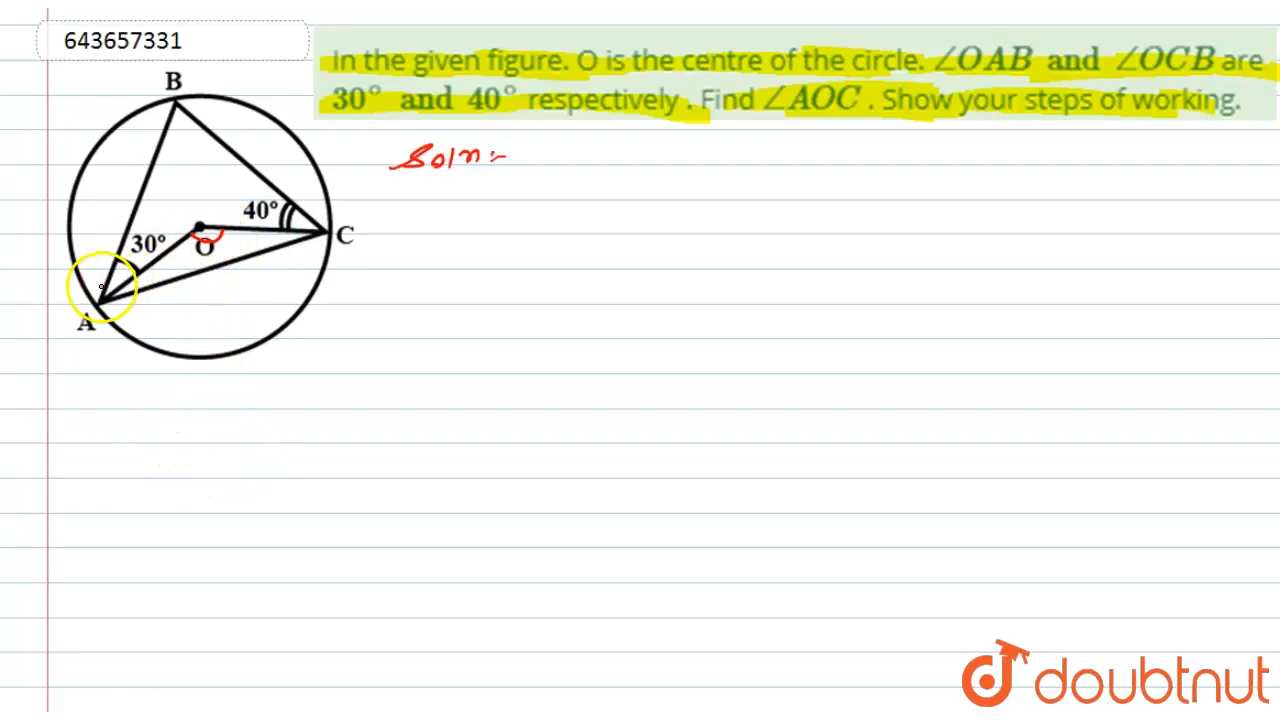 643657331
In the given figure. O is the centre of the circle. ∠OAB and ∠OCB are
30° and 40° respectively . Find ∠AOC . Show your steps of working.
B
Soln :-
40°
C
30°
O
A
doubtnut